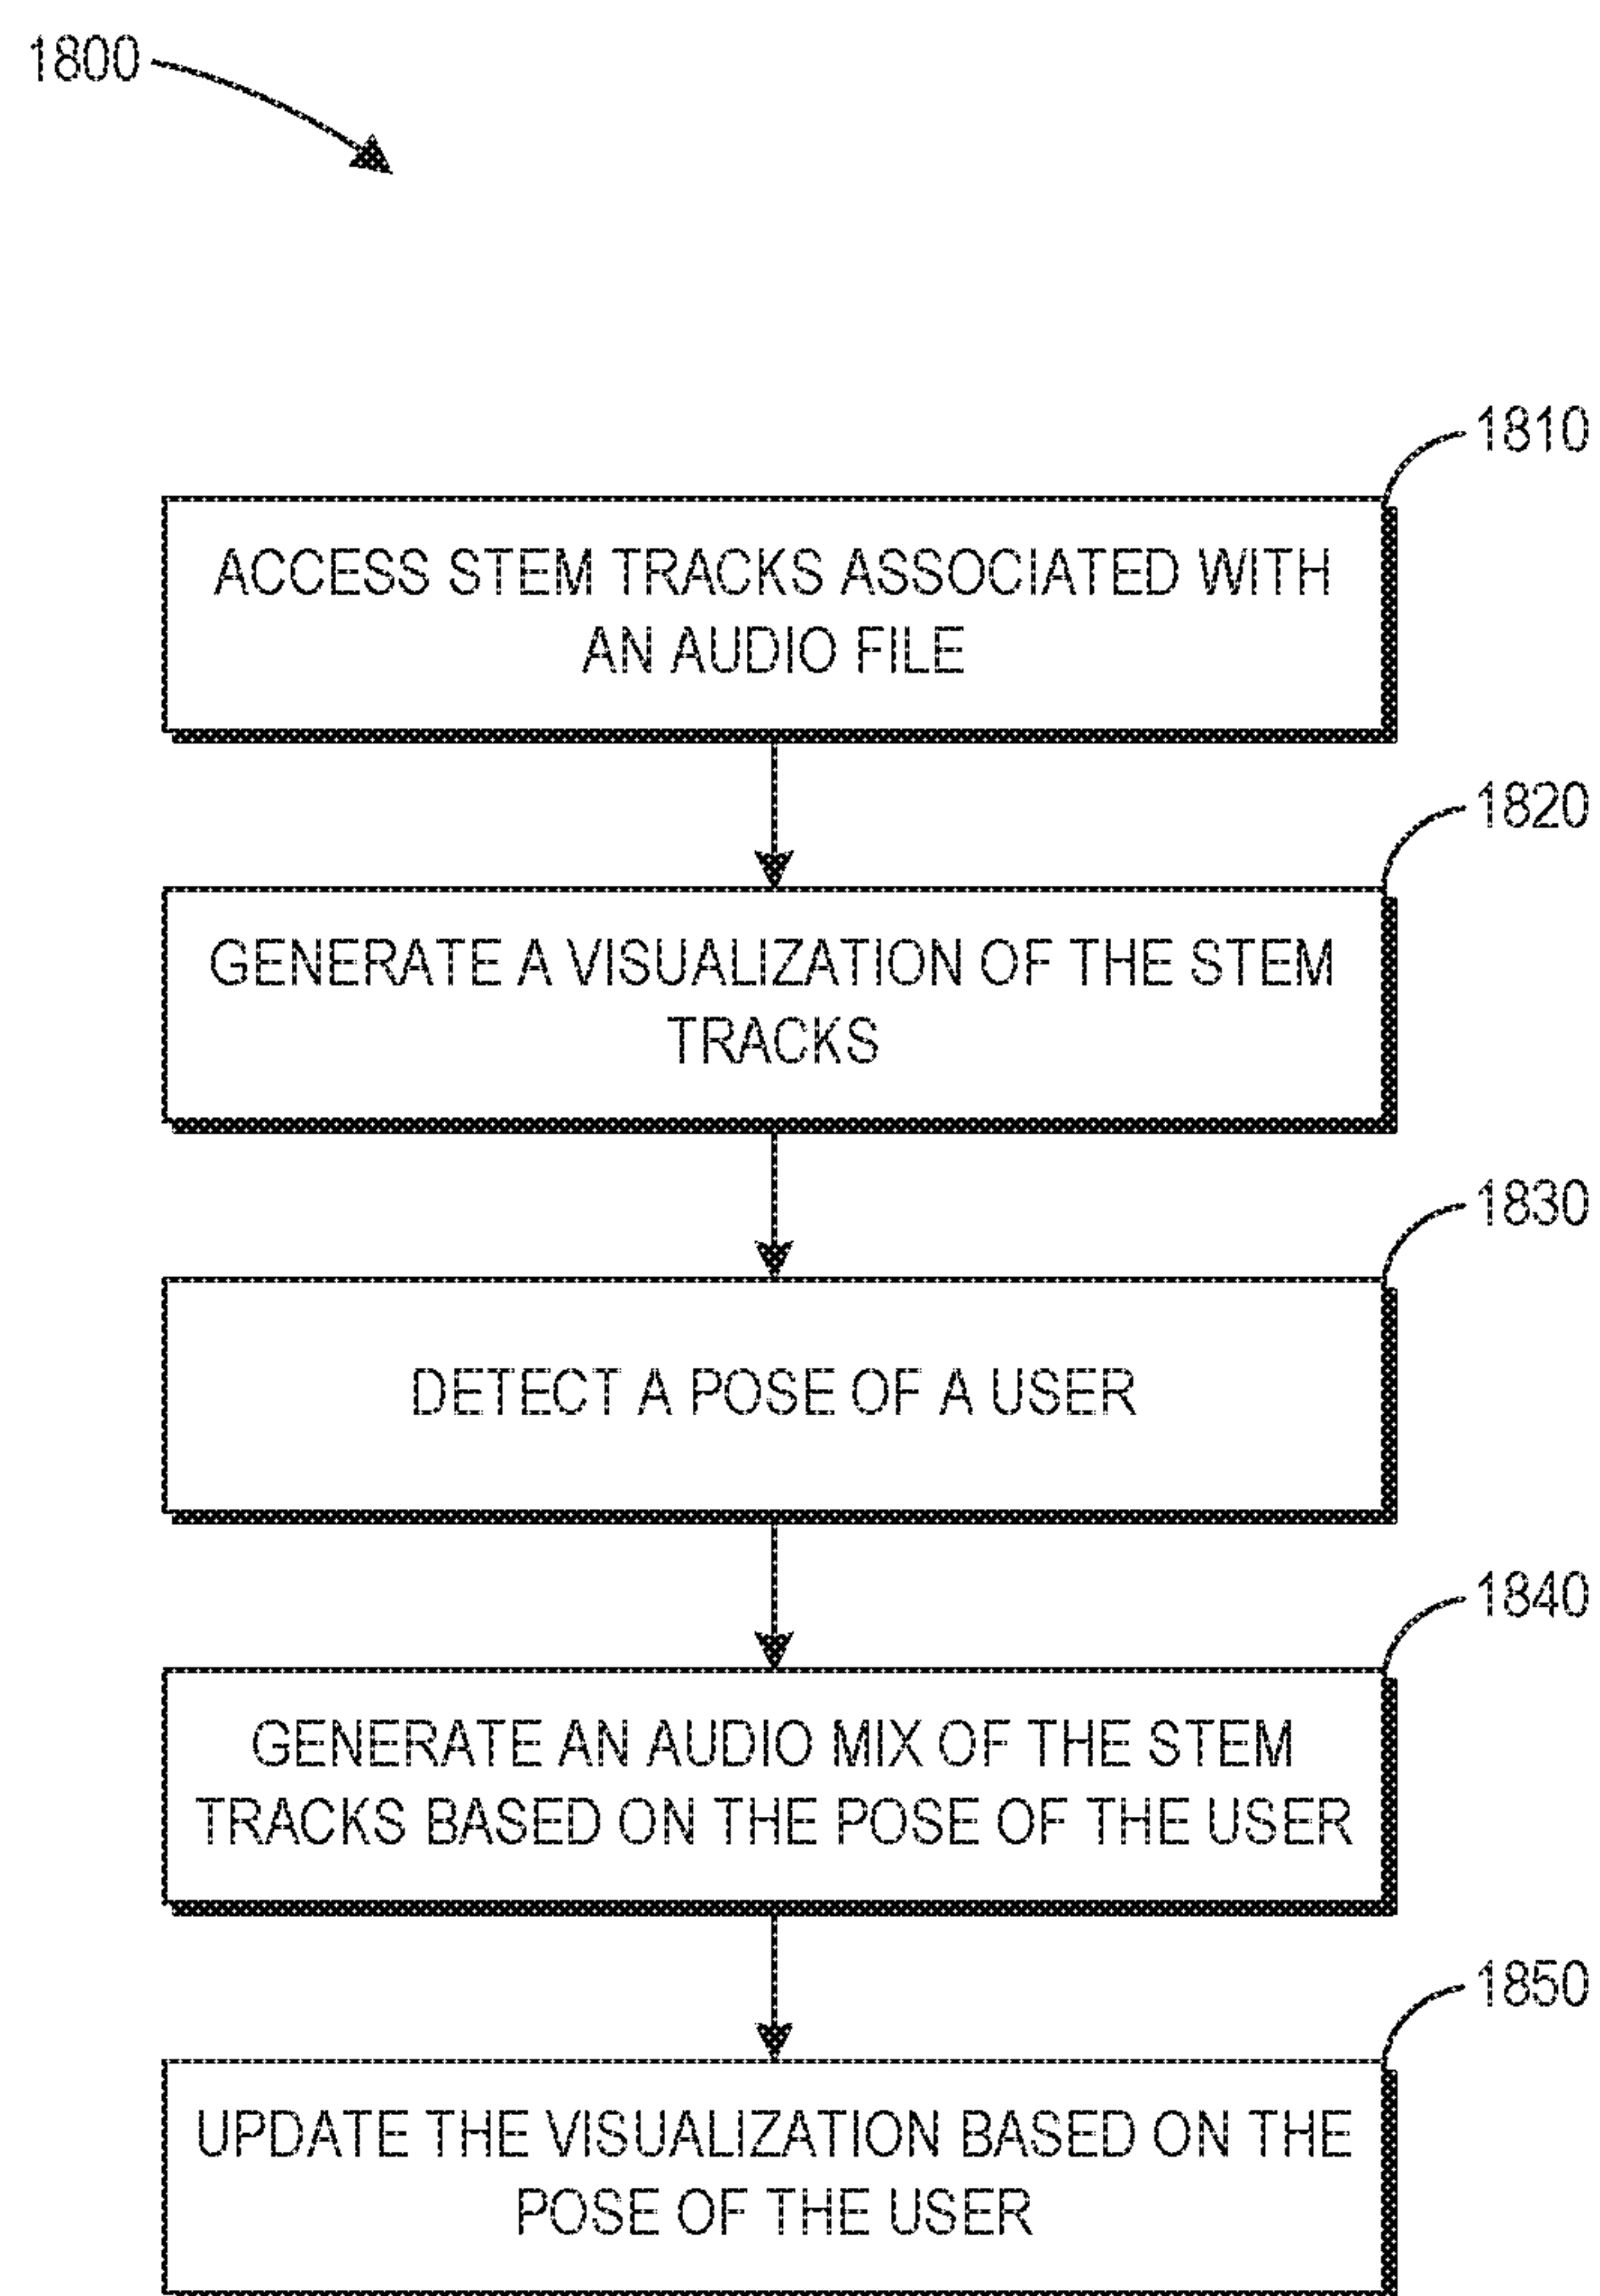 1800
1810
ACCESS STEM TRACKS ASSOCIATED WITH
AN AUDIO FILE
1820
GENERATE A VISUALIZATION OF THE STEM
TRACKS
1830
DETECT A POSE OF A USER
1840
GENERATE AN AUDIO MIX OF THE STEM
TRACKS BASED ON THE POSE OF THE USER
1850
UPDATE THE VISUALIZATION BASED ON THE
POSE OF THE USER